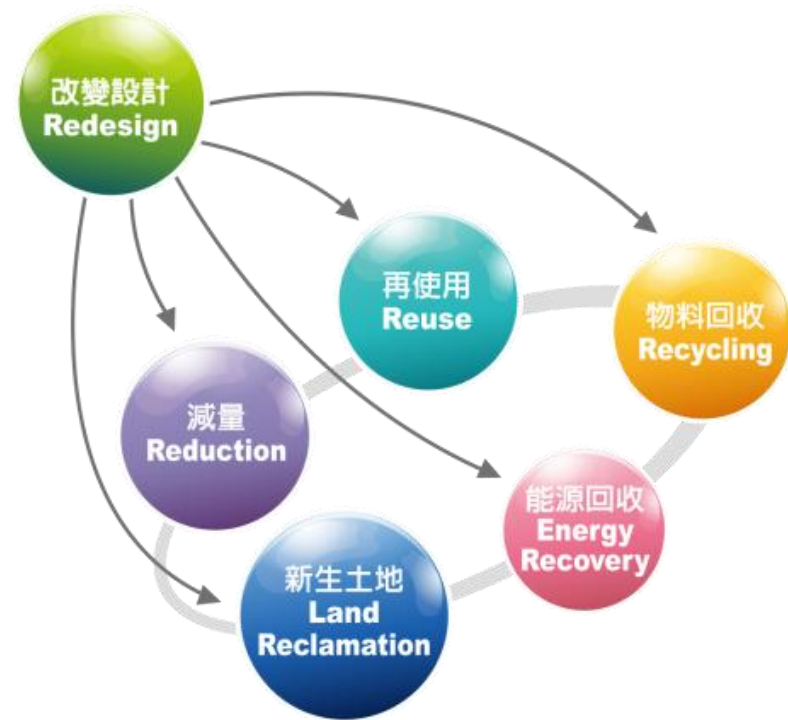 改變設計
Redesign
再使用
Reuse
物料回收
Recycling
減量
Reduction
能源回收
Energy
Recovery
新生土地
Land
Reclamation